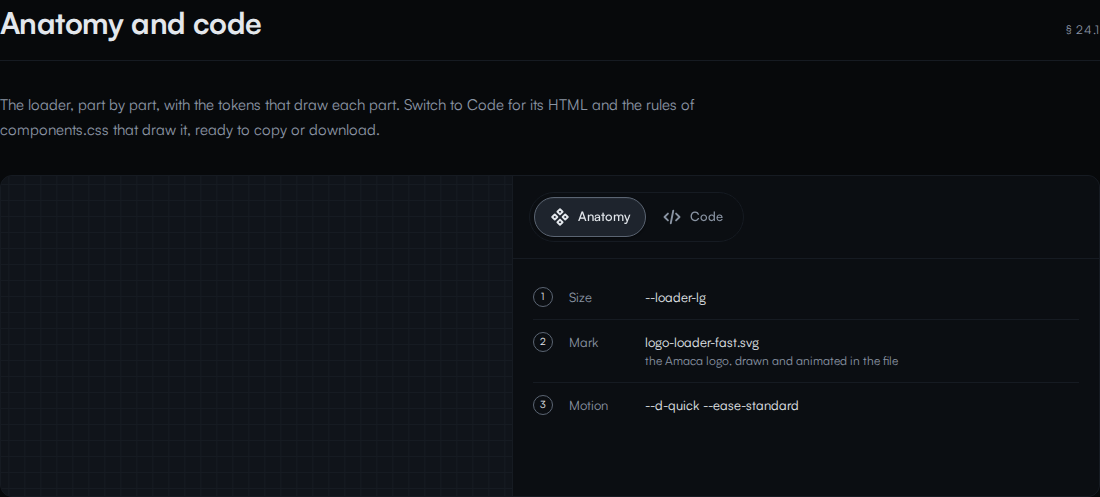 Anatomy and code
§ 24.1
The loader, part by part, with the tokens that draw each part. Switch to Code for its HTML and the rules of
components.css that draw it, ready to copy or download.
Anatomy
Code
1 Size --loader-lg
2 Mark logo-loader-fast.svg
the Amaca logo, drawn and animated in the file
3 Motion --d-quick --ease-standard